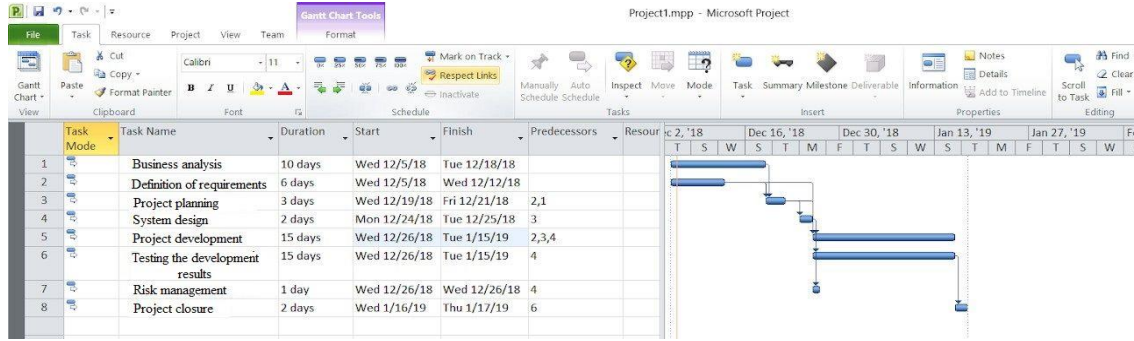 Gantt Chart Tools
Project1.mpp - Microsoft Project
File Task Resource Project View Team Format
Cut
Copy
Format Painter
Paste
Gantt Chart
Calibri 11
B I U A
Mark on Track
Respect Links
Inactivate
Manually Schedule Auto Schedule
Inspect Move Mode
Task Summary Milestone Deliverable
Information
Notes
Details
Add to Timeline
Scroll to Task
Find
Clear
Fill
View Clipboard Font Schedule Tasks Insert Properties Editing
Task Mode Task Name Duration Start Finish Predecessors Resour
c 2, '18 Dec 16, '18 Dec 30, '18 Jan 13, '19 Jan 27, '19 F
T S W S T M F T S W S T M F T S W
1 Business analysis 10 days Wed 12/5/18 Tue 12/18/18
2 Definition of requirements 6 days Wed 12/5/18 Wed 12/12/18
3 Project planning 3 days Wed 12/19/18 Fri 12/21/18 2,1
4 System design 2 days Mon 12/24/18 Tue 12/25/18 3
5 Project development 15 days Wed 12/26/18 Tue 1/15/19 2,3,4
6 Testing the development results 15 days Wed 12/26/18 Tue 1/15/19 4
7 Risk management 1 day Wed 12/26/18 Wed 12/26/18 4
8 Project closure 2 days Wed 1/16/19 Thu 1/17/19 6